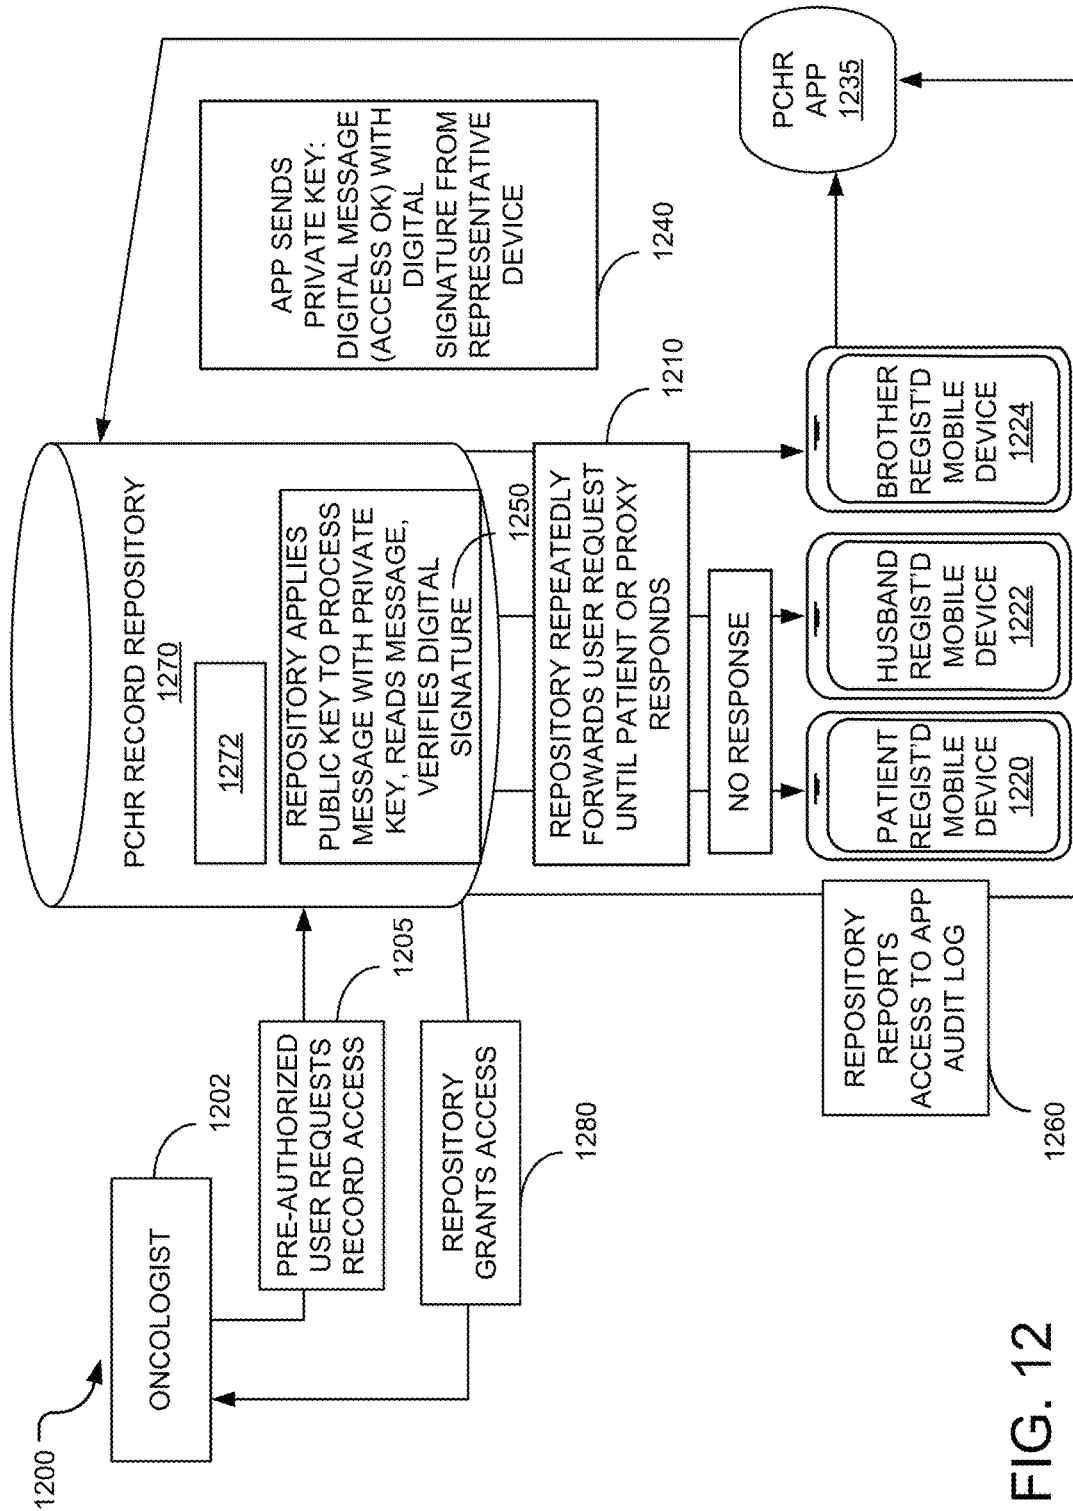 1200
ONCOLOGIST
1202
PRE-AUTHORIZED
USER REQUESTS
RECORD ACCESS
1205
REPOSITORY
GRANTS ACCESS
1280
PCHR RECORD REPOSITORY
1270
1272
REPOSITORY APPLIES
PUBLIC KEY TO PROCESS
MESSAGE WITH PRIVATE
KEY, READS MESSAGE,
VERIFIES DIGITAL
SIGNATURE
1250
REPOSITORY REPEATEDLY
FORWARDS USER REQUEST
UNTIL PATIENT OR PROXY
RESPONDS
1210
NO RESPONSE
PATIENT
REGIST'D
MOBILE
DEVICE
1220
HUSBAND
REGIST'D
MOBILE
DEVICE
1222
BROTHER
REGIST'D
MOBILE
DEVICE
1224
APP SENDS
PRIVATE KEY:
DIGITAL MESSAGE
(ACCESS OK) WITH
DIGITAL
SIGNATURE FROM
REPRESENTATIVE
DEVICE
1240
PCHR
APP
1235
REPOSITORY
REPORTS
ACCESS TO APP
AUDIT LOG
1260
FIG. 12